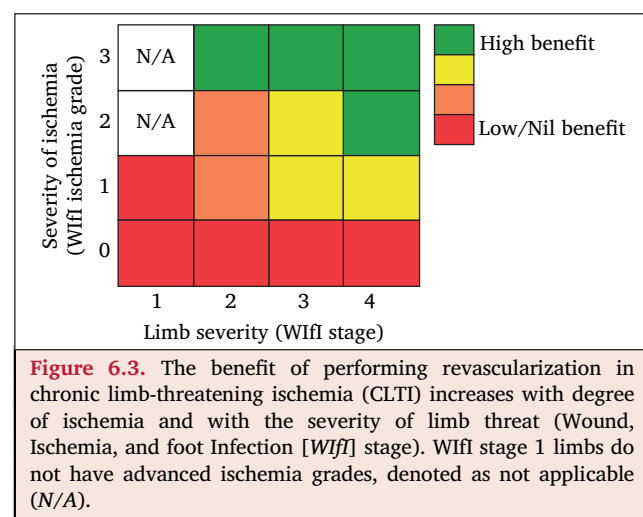 Severity of ischemia
(WIfI ischemia grade)
3
N/A
2
N/A
1
0
1 2 3 4
Limb severity (WIfI stage)
High benefit
Low/Nil benefit
Figure 6.3. The benefit of performing revascularization in
chronic limb-threatening ischemia (CLTI) increases with degree
of ischemia and with the severity of limb threat (Wound,
Ischemia, and foot Infection [WIfI] stage). WIfI stage 1 limbs do
not have advanced ischemia grades, denoted as not applicable
(N/A).